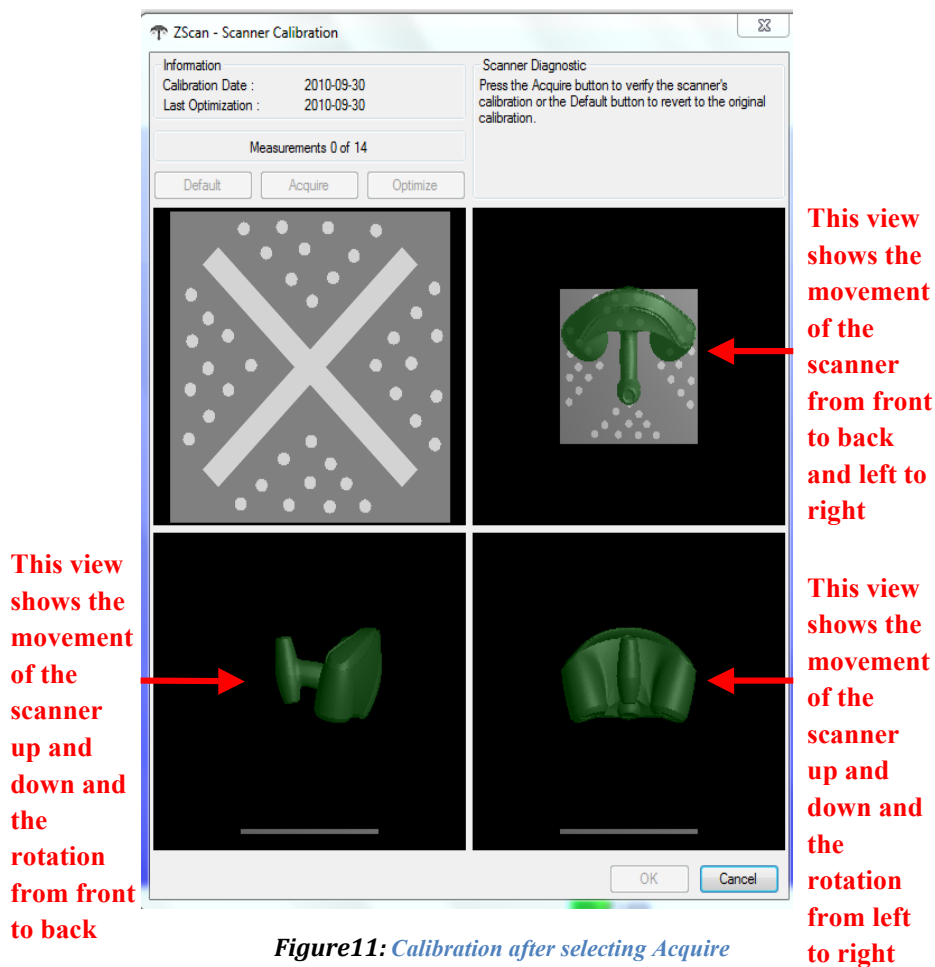 ZScan - Scanner Calibration
Information
Calibration Date : 2010-09-30
Last Optimization : 2010-09-30
Measurements 0 of 14
Default Acquire Optimize
Scanner Diagnostic
Press the Acquire button to verify the scanner's
calibration or the Default button to revert to the original
calibration.
This view
shows the
movement
of the
scanner
from front
to back
and left to
right
This view
shows the
movement
of the
scanner
up and
down and
the
rotation
from front
to back
This view
shows the
movement
of the
scanner
up and
down and
the
rotation
from left
to right
OK Cancel
Figure11: Calibration after selecting Acquire